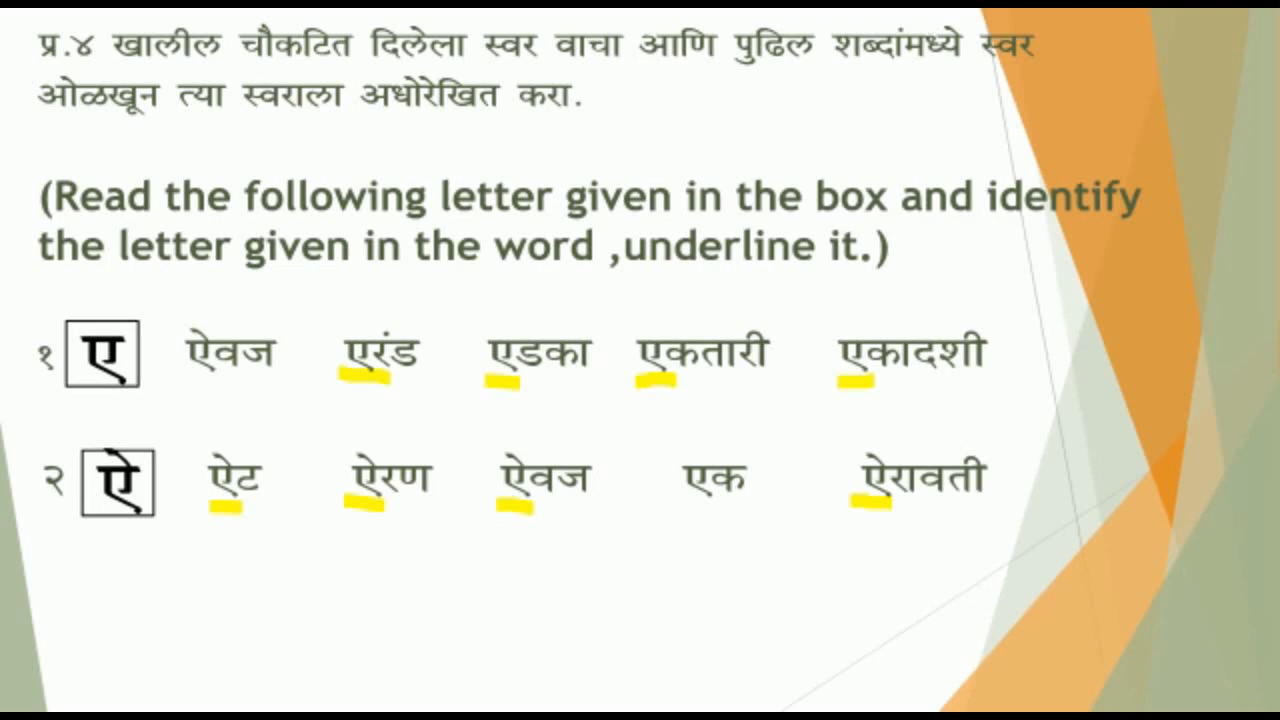 प्र.४ खालील चौकटित दिलेला स्वर वाचा आणि पुढिल शब्दांमध्ये स्वर
ओळखून त्या स्वराला अधोरेखित करा.
(Read the following letter given in the box and identify
the letter given in the word ,underline it.)
१ ए ऐवज एरंड एडका एकतारी एकादशी
२ ऐ ऐट ऐरण ऐवज एक ऐरावती